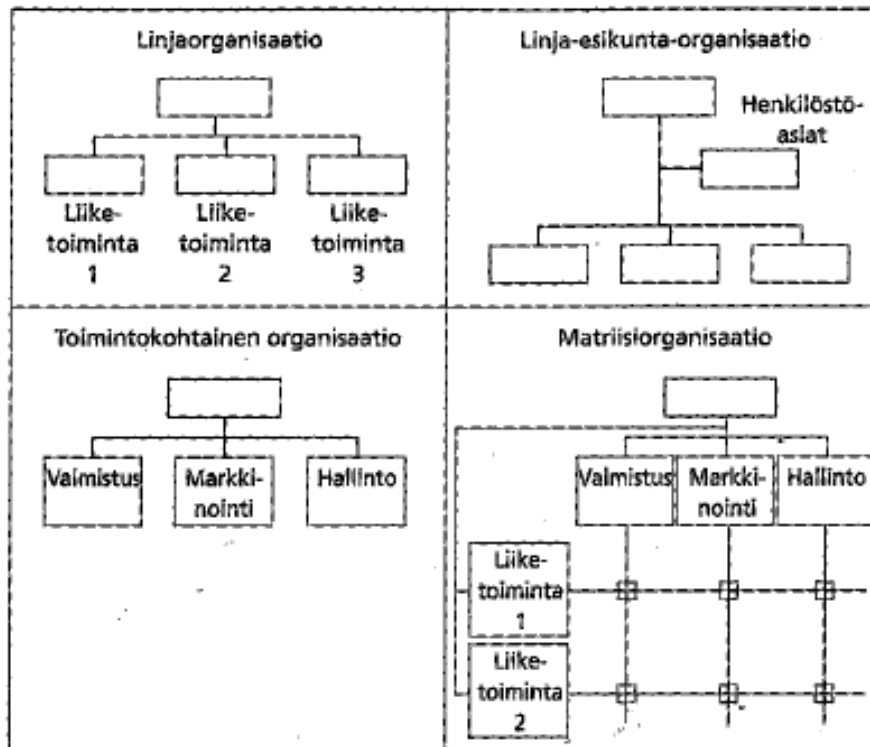 Linjaorganisaatio
Liike-
toiminta
1
Liike-
toiminta
2
Liike-
toiminta
3
Linja-esikunta-organisaatio
Henkilöstö-
asiat
Toimintokohtainen organisaatio
Valmistus
Markki-
nointi
Hallinto
Matriisiorganisaatio
Valmistus
Markki-
nointi
Hallinto
Liike-
toiminta
1
Liike-
toiminta
2